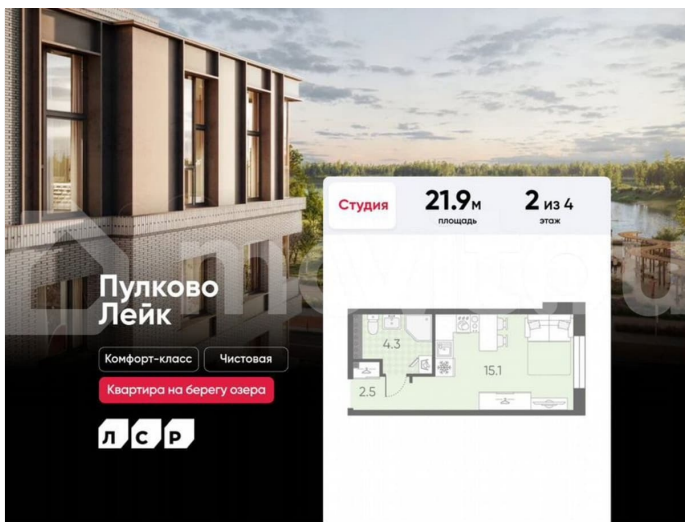 Студия
21.9м
площадь
2 из 4
этаж
Пулково
Лейк
Комфорт-класс
Чистовая
Квартира на берегу озера
ЛСР
4.3
2.5
15.1